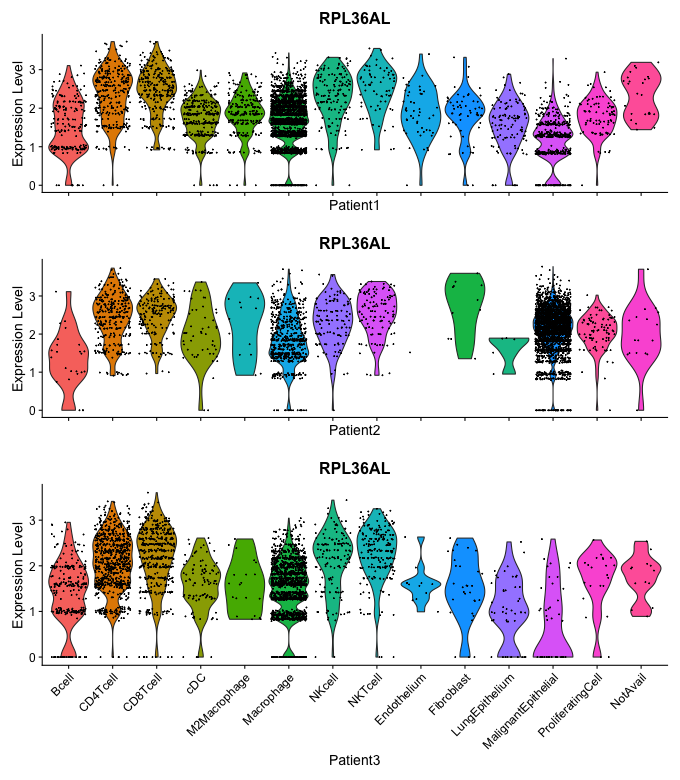 RPL36AL
Expression Level
3
2
1
0
Patient1
RPL36AL
Expression Level
3
2
1
0
Patient2
RPL36AL
Expression Level
3
2
1
0
Bcell
CD4Tcell
CD8Tcell
cDC
M2Macrophage
Macrophage
NKcell
NKTcell
Endothelium
Fibroblast
LungEpithelium
MalignantEpithelial
ProliferatingCell
NotAvail
Patient3